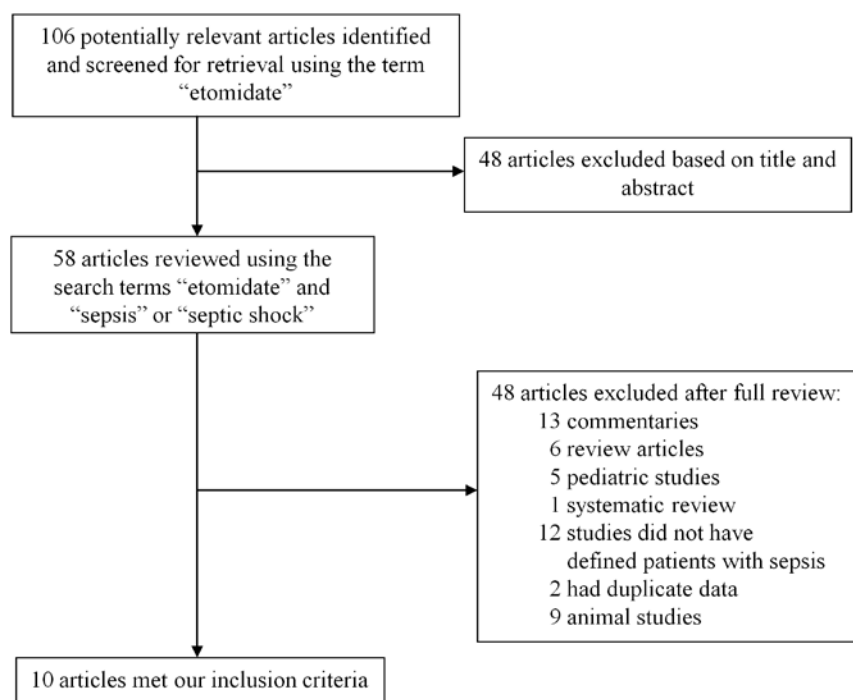 106 potentially relevant articles identified
and screened for retrieval using the term
“etomidate”
48 articles excluded based on title and
abstract
58 articles reviewed using the
search terms “etomidate” and
“sepsis” or “septic shock”
48 articles excluded after full review:
13 commentaries
6 review articles
5 pediatric studies
1 systematic review
12 studies did not have
defined patients with sepsis
2 had duplicate data
9 animal studies
10 articles met our inclusion criteria